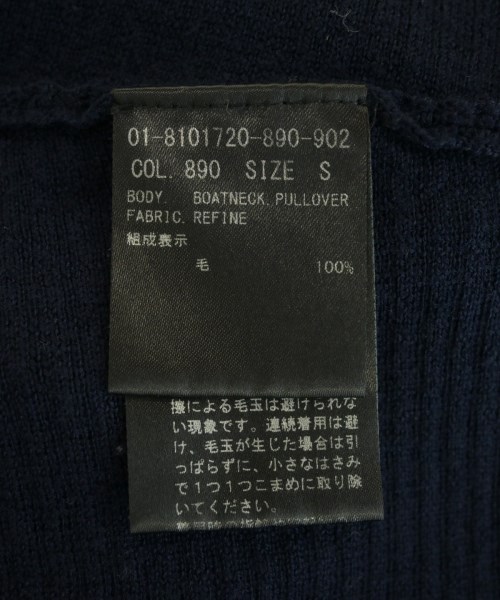 01-8101720-890-902
COL. 890 SIZE S
BODY. BOATNECK. PULLOVER
FABRIC. REFINE
組成表示
毛 100%
擦による毛玉は避けられな
い現象です。連続着用は避
け、毛玉が生じた場合は引
っぱらずに、小さなはさみ
で1つ1つこまめに取り除
いてください。